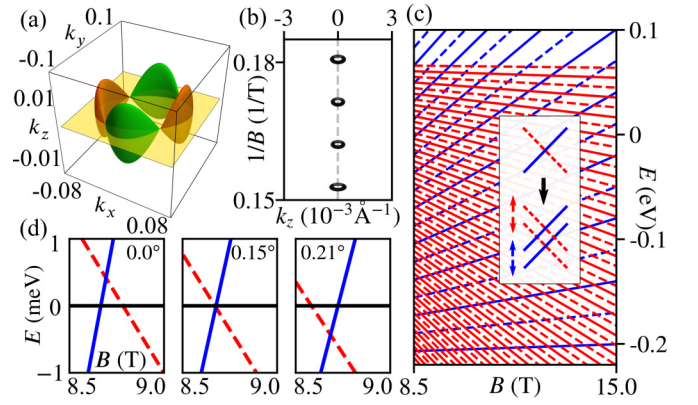 (a)
k_y
0.1
-0.1
0.01
k_z
-0.01
-0.08
k_x
0.08
(b)
-3 0 3
0.18
1/B (1/T)
0.15
k_z (10⁻³Å⁻¹)
(c)
0.1
0
E (eV)
-0.1
-0.2
8.5 B (T) 15.0
(d)
0.0° 0.15° 0.21°
1
0
E (meV)
-1
B (T)
8.5 9.0 8.5 9.0 8.5 9.0